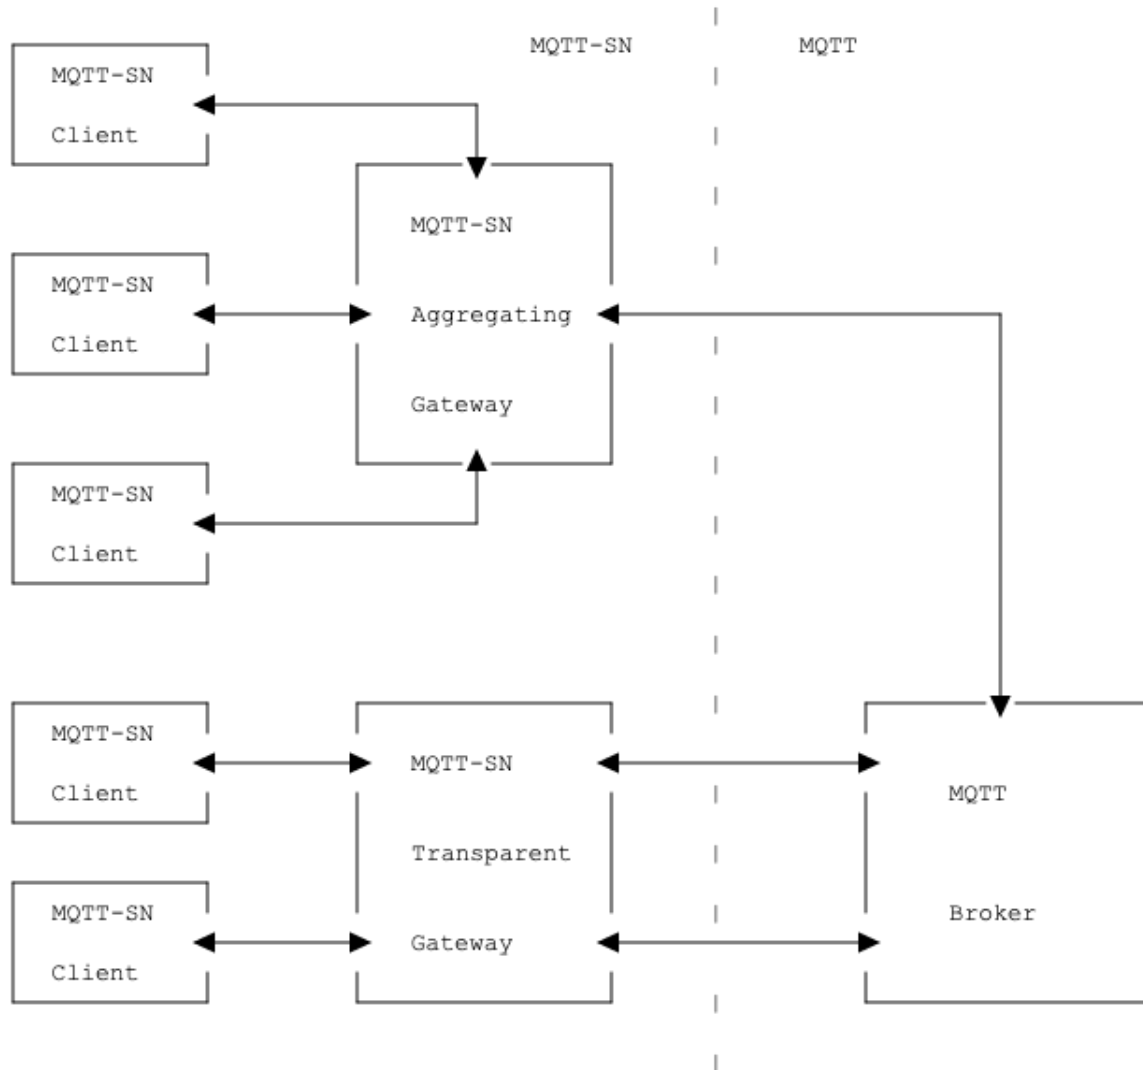 MQTT-SN
MQTT
MQTT-SN
Client
MQTT-SN
Aggregating
Gateway
MQTT-SN
Client
MQTT-SN
Client
MQTT-SN
Client
MQTT-SN
Transparent
Gateway
MQTT
Broker
MQTT-SN
Client